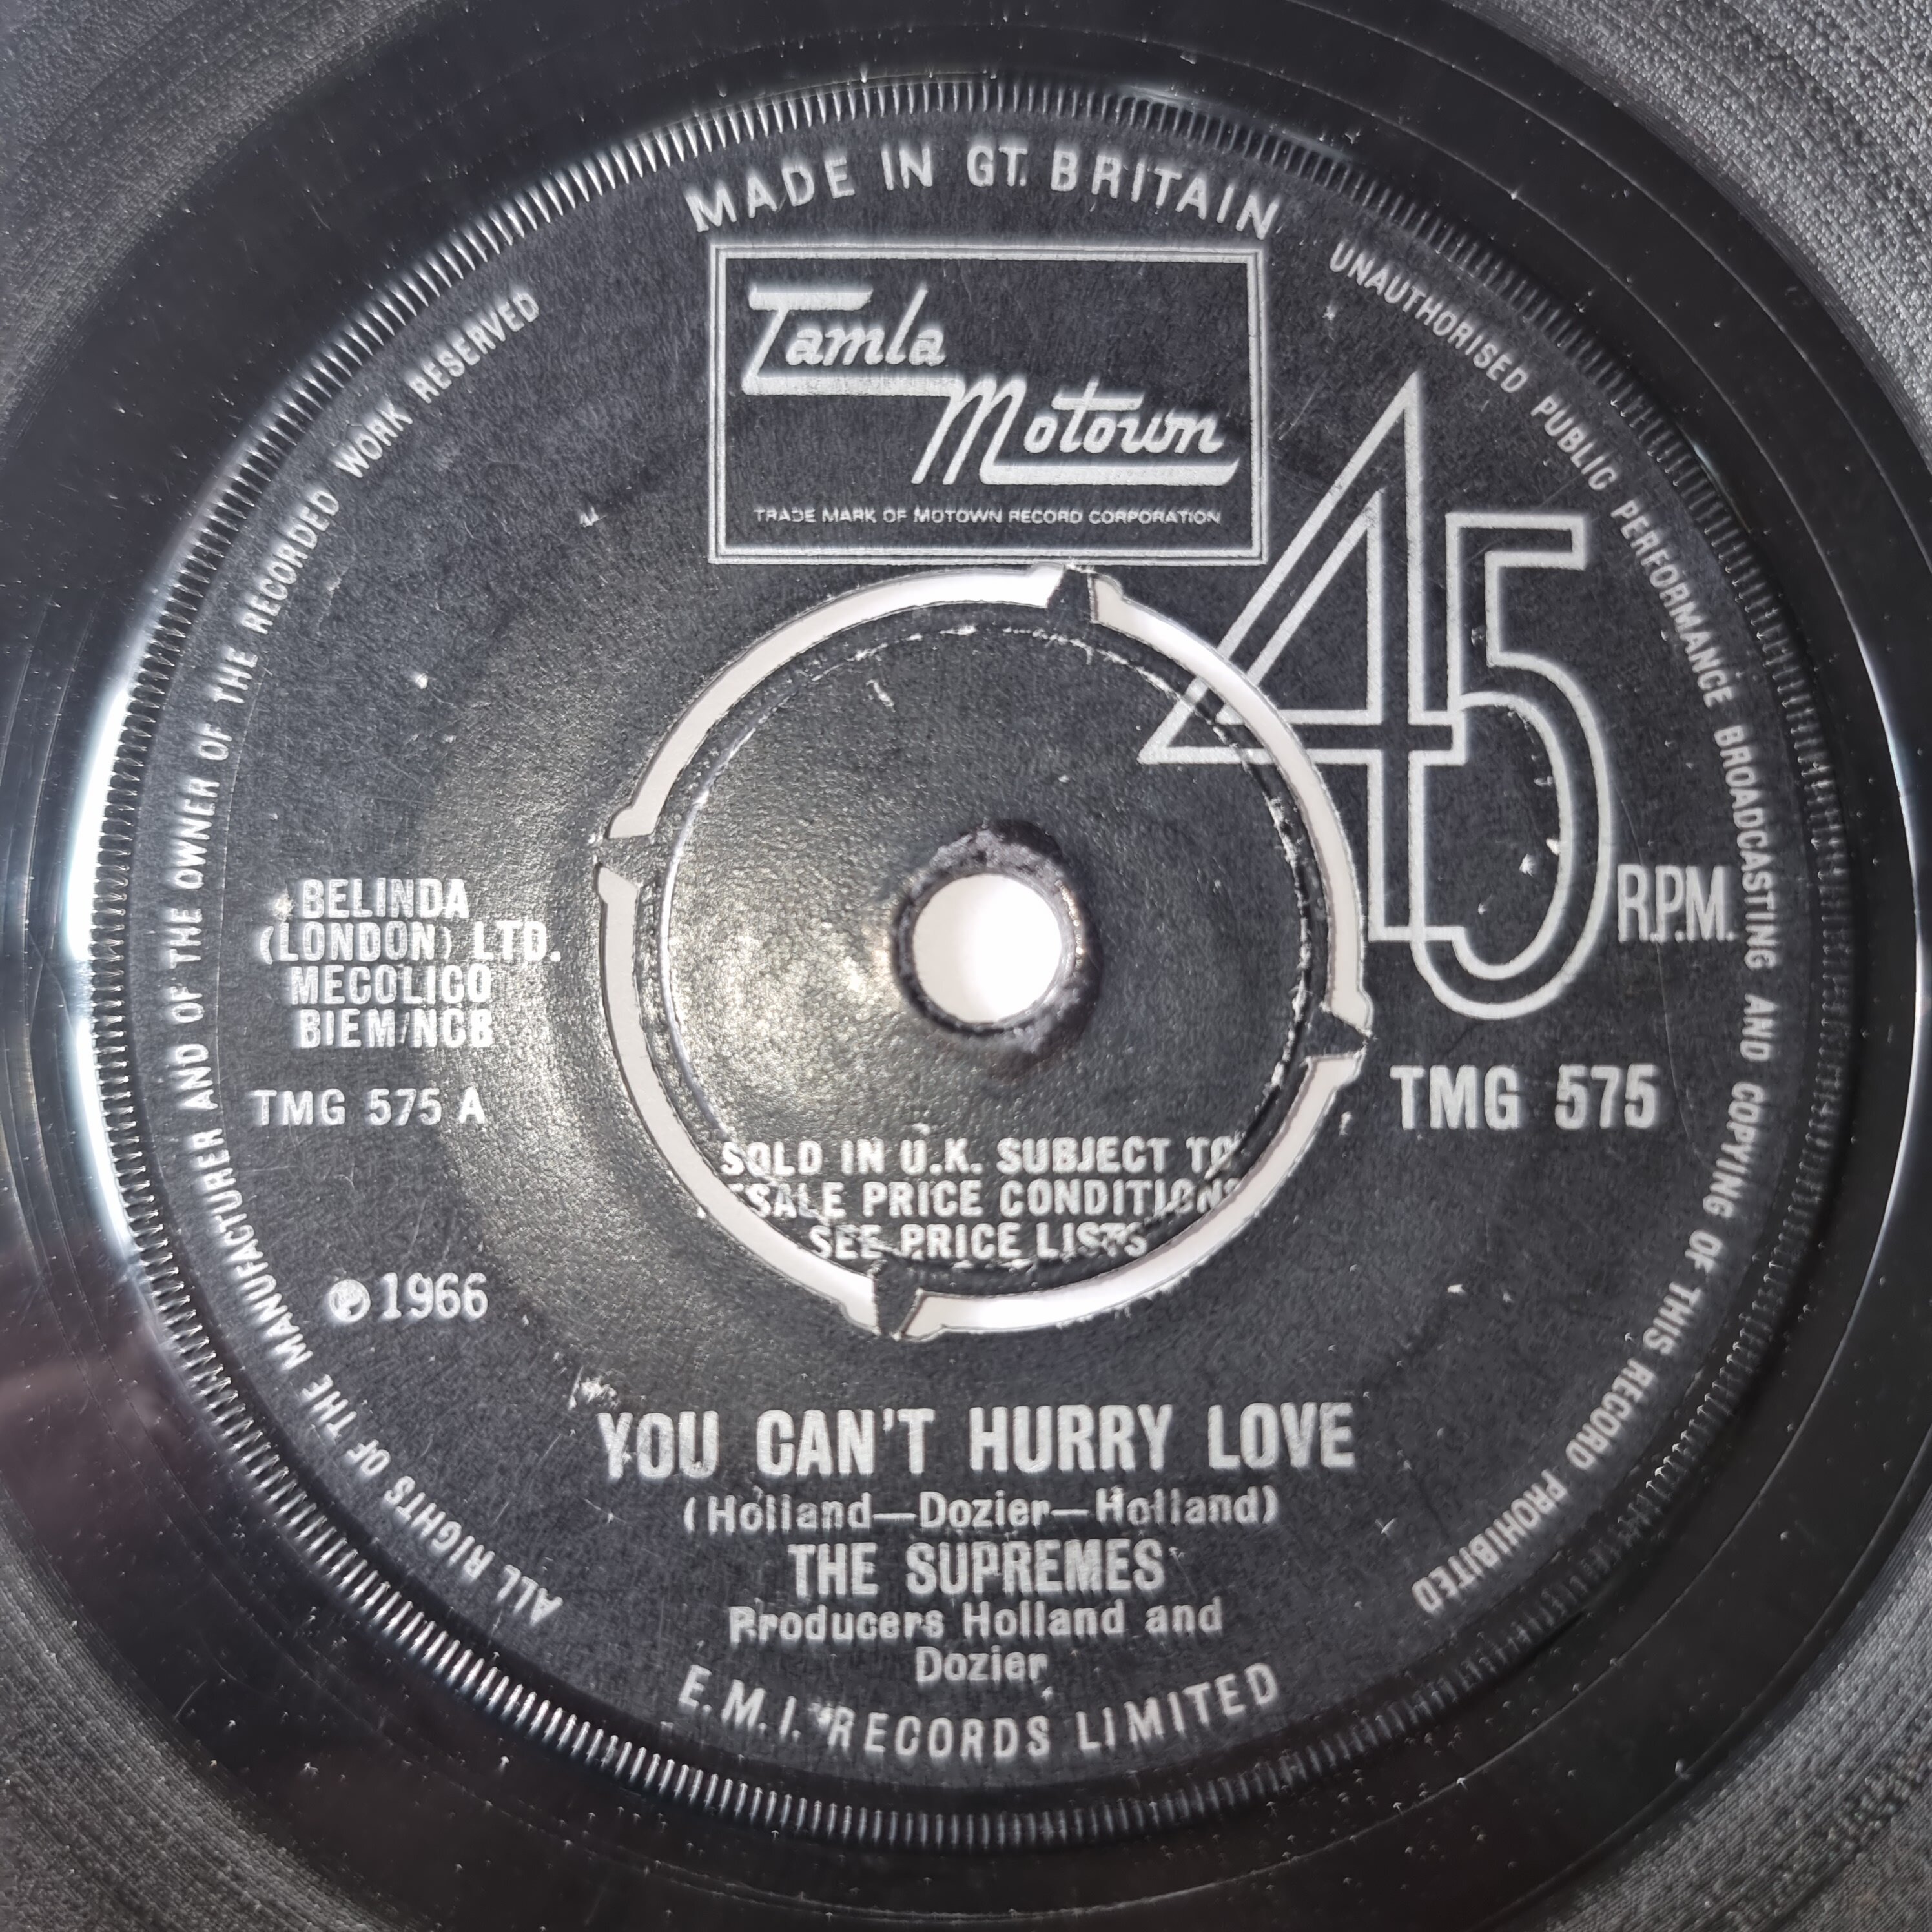 MADE IN GT. BRITAIN
Tamla
Motown
TRADE MARK OF MOTOWN RECORD CORPORATION
45
R.P.M.
BELINDA
(LONDON) LTD.
MECOLICO
BIEM/NCB
TMG 575 A
TMG 575
SOLD IN U.K. SUBJECT TO
SALE PRICE CONDITIONS
SEE PRICE LISTS
℗ 1966
YOU CAN'T HURRY LOVE
(Holland—Dozier—Holland)
THE SUPREMES
Producers Holland and
Dozier
E.M.I. RECORDS LIMITED
ALL RIGHTS OF THE MANUFACTURER AND OF THE OWNER OF THE RECORDED WORK RESERVED
UNAUTHORISED PUBLIC PERFORMANCE BROADCASTING AND COPYING OF THIS RECORD PROHIBITED